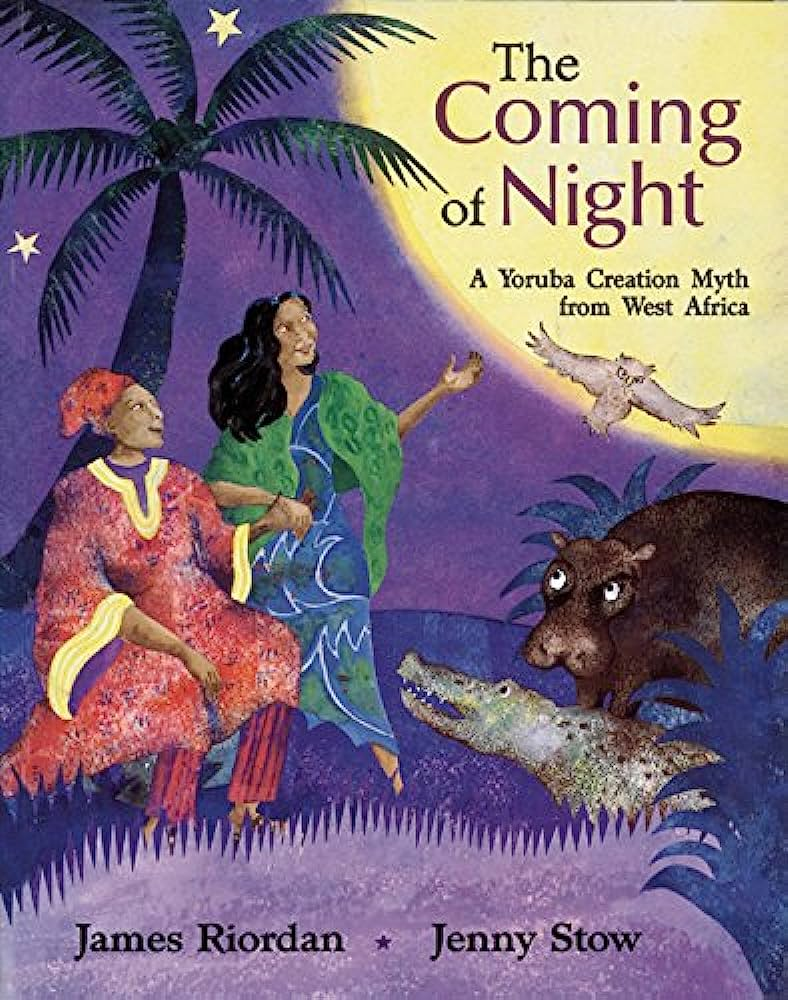 The
Coming
of Night
A Yoruba Creation Myth
from West Africa
James Riordan ★ Jenny Stow